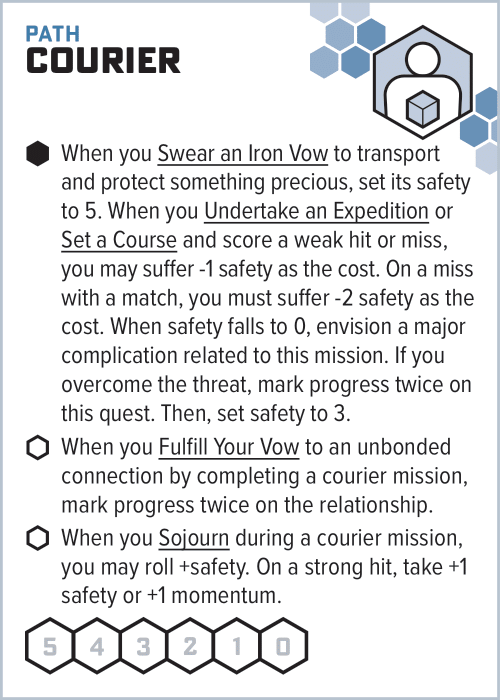 PATH
COURIER
When you Swear an Iron Vow to transport
and protect something precious, set its safety
to 5. When you Undertake an Expedition or
Set a Course and score a weak hit or miss,
you may suffer -1 safety as the cost. On a miss
with a match, you must suffer -2 safety as the
cost. When safety falls to 0, envision a major
complication related to this mission. If you
overcome the threat, mark progress twice on
this quest. Then, set safety to 3.
When you Fulfill Your Vow to an unbonded
connection by completing a courier mission,
mark progress twice on the relationship.
When you Sojourn during a courier mission,
you may roll +safety. On a strong hit, take +1
safety or +1 momentum.
5 4 3 2 1 0